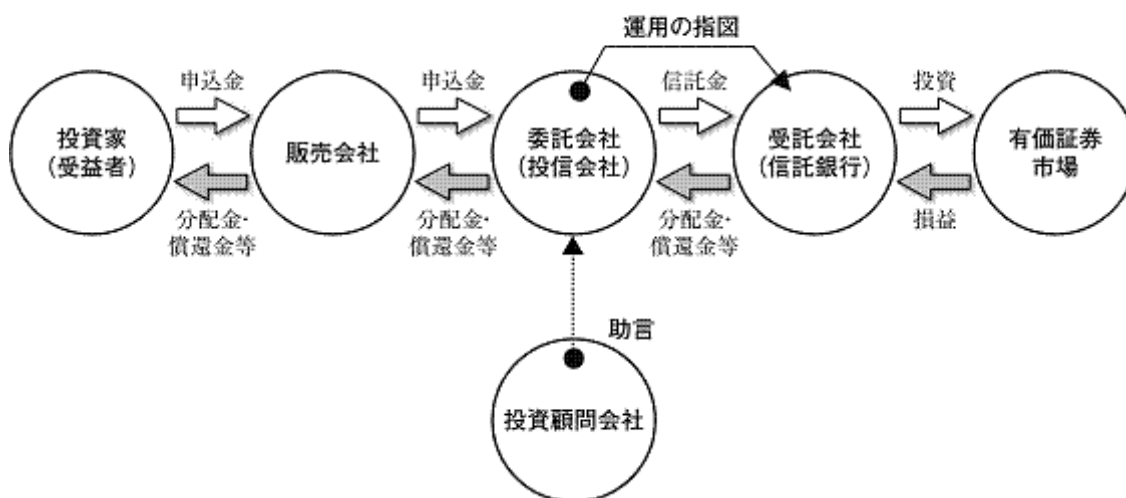 運用の指図
申込金
申込金
信託金
投資
投資家
(受益者)
販売会社
委託会社
(投信会社)
受託会社
(信託銀行)
有価証券
市場
分配金・
償還金等
分配金・
償還金等
分配金・
償還金等
損益
助言
投資顧問会社